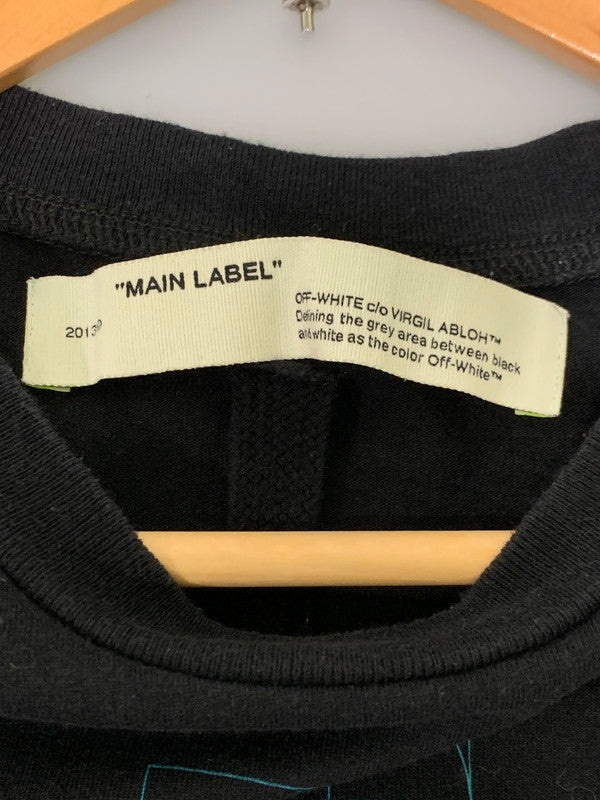 "MAIN LABEL"
2013
OFF-WHITE c/o VIRGIL ABLOH™
Defining the grey area between black
and white as the color Off-White™